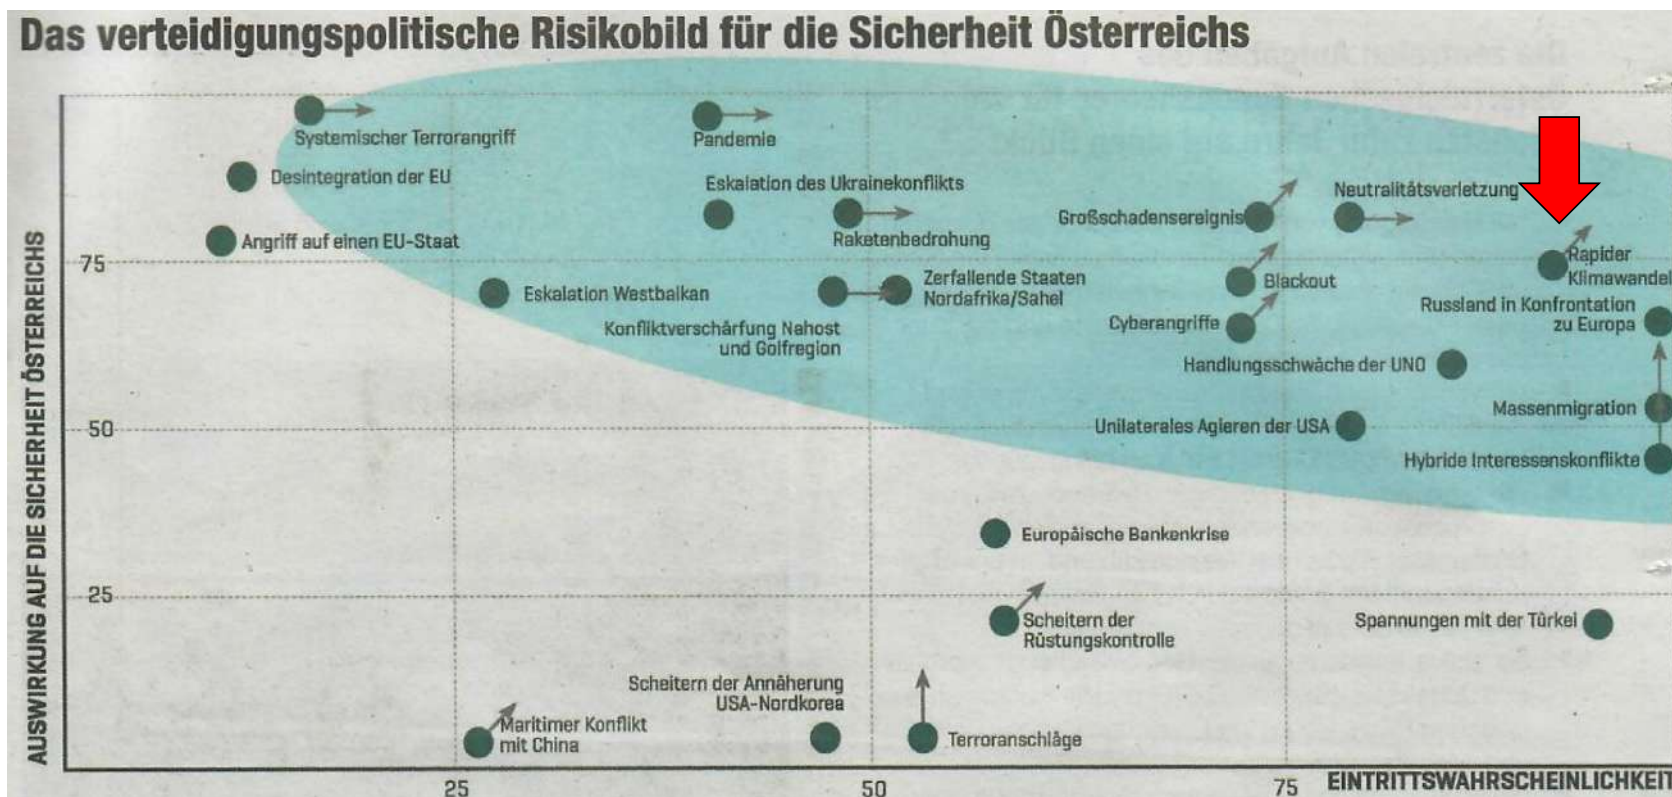 Das verteidigungspolitische Risikobild für die Sicherheit Österreichs
AUSWIRKUNG AUF DIE SICHERHEIT ÖSTERREICHS
Systemischer Terrorangriff
Pandemie
Desintegration der EU
Eskalation des Ukrainekonflikts
Neutralitätsverletzung
Großschadensereignis
Angriff auf einen EU-Staat
Raketenbedrohung
75
Rapider
Klimawandel
Eskalation Westbalkan
Zerfallende Staaten
Nordafrika/Sahel
Blackout
Russland in Konfrontation
zu Europa
Konfliktverschärfung Nahost
und Golfregion
Cyberangriffe
Handlungsschwäche der UNO
Massenmigration
50
Unilaterales Agieren der USA
Hybride Interessenskonflikte
Europäische Bankenkrise
25
Scheitern der
Rüstungskontrolle
Spannungen mit der Türkei
Scheitern der Annäherung
USA-Nordkorea
Maritimer Konflikt
mit China
Terroranschläge
25
50
75
EINTRITTSWAHRSCHEINLICHKEIT